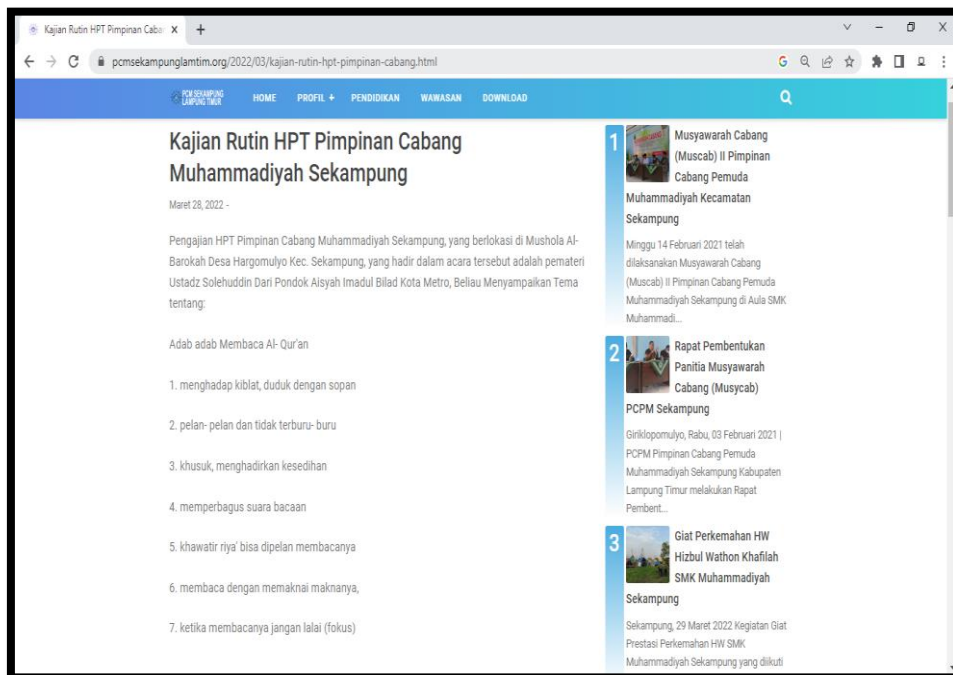 Kajian Rutin HPT Pimpinan Caba
pcmsekampunglamtim.org/2022/03/kajian-rutin-hpt-pimpinan-cabang.html
PCM SEKAMPUNG
LAMPUNG TIMUR
HOME PROFIL + PENDIDIKAN WAWASAN DOWNLOAD
Kajian Rutin HPT Pimpinan Cabang
Muhammadiyah Sekampung
Maret 28, 2022 -
Pengajian HPT Pimpinan Cabang Muhammadiyah Sekampung, yang berlokasi di Mushola Al-
Barokah Desa Hargomulyo Kec. Sekampung, yang hadir dalam acara tersebut adalah pemateri
Ustadz Solehuddin Dari Pondok Aisyah Imadul Bilad Kota Metro, Beliau Menyampaikan Tema
tentang:
Adab adab Membaca Al- Qur'an
1. menghadap kiblat, duduk dengan sopan
2. pelan- pelan dan tidak terburu- buru
3. khusuk, menghadirkan kesedihan
4. memperbagus suara bacaan
5. khawatir riya' bisa dipelan membacanya
6. membaca dengan memaknai maknanya,
7. ketika membacanya jangan lalai (fokus)
1
Musyawarah Cabang
(Muscab) II Pimpinan
Cabang Pemuda
Muhammadiyah Kecamatan
Sekampung
Minggu 14 Februari 2021 telah
dilaksanakan Musyawarah Cabang
(Muscab) II Pimpinan Cabang Pemuda
Muhammadiyah Sekampung di Aula SMK
Muhammadi...
2
Rapat Pembentukan
Panitia Musyawarah
Cabang (Musycab)
PCPM Sekampung
Giriklopomulyo, Rabu, 03 Februari 2021 |
PCPM Pimpinan Cabang Pemuda
Muhammadiyah Sekampung Kabupaten
Lampung Timur melakukan Rapat
Pembent...
3
Giat Perkemahan HW
Hizbul Wathon Khafilah
SMK Muhammadiyah
Sekampung
Sekampung, 29 Maret 2022 Kegiatan Giat
Prestasi Perkemahan HW SMK
Muhammadiyah Sekampung yang diikuti